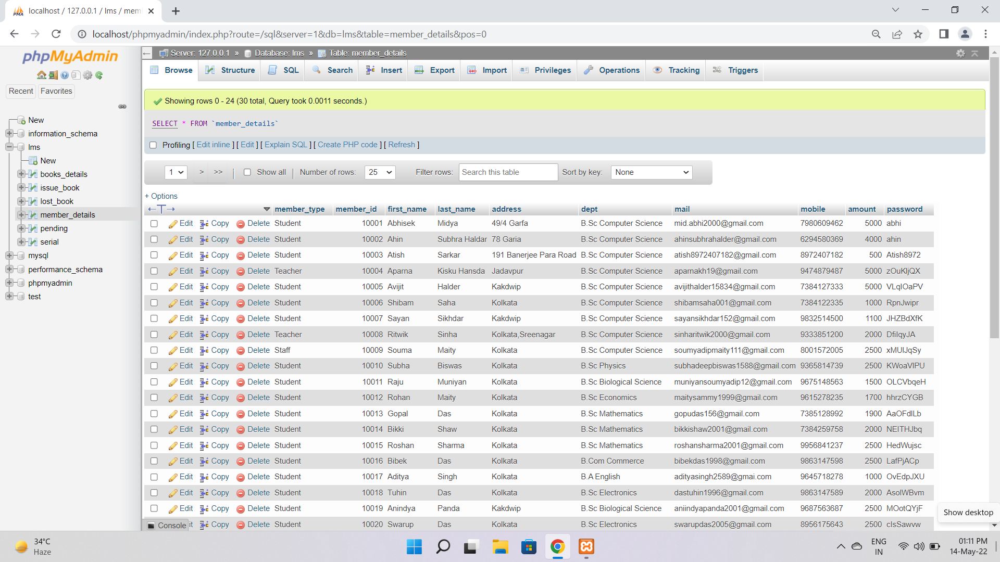 localhost / 127.0.0.1 / lms / mem
localhost/phpmyadmin/index.php?route=/sql&server=1&db=lms&table=member_details&pos=0
phpMyAdmin
Recent Favorites
New
information_schema
lms
New
books_details
issue_book
lost_book
member_details
pending
serial
mysql
performance_schema
phpmyadmin
test
Server: 127.0.0.1 » Database: lms » Table: member_details
Browse Structure SQL Search Insert Export Import Privileges Operations Tracking Triggers
Showing rows 0 - 24 (30 total, Query took 0.0011 seconds.)
SELECT * FROM `member_details`
Profiling [ Edit inline ] [ Edit ] [ Explain SQL ] [ Create PHP code ] [ Refresh ]
1 > >> | Show all | Number of rows: 25 Filter rows: Search this table Sort by key: None
+ Options
←T→ member_type member_id first_name last_name address dept mail mobile amount password
Edit Copy Delete Student 10001 Abhisek Midya 49/4 Garfa B.Sc Computer Science mid.abhi2000@gmail.com 7980609462 5000 abhi
Edit Copy Delete Student 10002 Ahin Subhra Haldar 78 Garia B.Sc Computer Science ahinsubhrahalder@gmail.com 6294580369 4000 ahin
Edit Copy Delete Student 10003 Atish Sarkar 191 Banerjee Para Road B.Sc Computer Science atish8972407182@gmail.com 8972407182 500 Atish8972
Edit Copy Delete Teacher 10004 Aparna Kisku Hansda Jadavpur B.Sc Computer Science aparnakh19@gmail.com 9474879487 5000 zOuKljQX
Edit Copy Delete Student 10005 Avijit Halder Kakdwip B.Sc Computer Science avijithalder15834@gmail.com 7384127333 5000 VLqIOaPV
Edit Copy Delete Student 10006 Shibam Saha Kolkata B.Sc Computer Science shibamsaha001@gmail.com 7384122335 1000 RpnJwipr
Edit Copy Delete Student 10007 Sayan Sikhdar Kakdwip B.Sc Computer Science sayansikhdar152@gmail.com 9832514500 1100 JHZBdXfK
Edit Copy Delete Teacher 10008 Ritwik Sinha Kolkata,Sreenagar B.Sc Computer Science sinharitwik2000@gmail.com 9333851200 2000 DfiIqyJA
Edit Copy Delete Staff 10009 Souma Maity Kolkata B.Sc Computer Science soumyadipmaity111@gmail.com 8001572005 2500 xMUlJqSy
Edit Copy Delete Student 10010 Subha Biswas Kolkata B.Sc Physics subhadeepbiswas1588@gmail.com 9365814739 2500 KWoaVIPU
Edit Copy Delete Student 10011 Raju Muniyan Kolkata B.Sc Biological Science muniyansoumyadip12@gmail.com 9675148563 1500 OLCVbqeH
Edit Copy Delete Student 10012 Rohan Maity Kolkata B.Sc Economics maitysammy1999@gmail.com 9615278235 1700 hhrzCYGB
Edit Copy Delete Student 10013 Gopal Das Kolkata B.Sc Mathematics gopudas156@gmail.com 7385128992 1900 AaOFdlLb
Edit Copy Delete Student 10014 Bikki Shaw Kolkata B.Sc Mathematics bikkishaw2001@gmail.com 7384259758 2000 NEITHJbq
Edit Copy Delete Student 10015 Roshan Sharma Kolkata B.Sc Mathematics roshansharma2001@gmail.com 9956841237 2500 HedWujsc
Edit Copy Delete Student 10016 Bibek Das Kolkata B.Com Commerce bibekdas1998@gmail.com 9863147598 2500 LafPjACp
Edit Copy Delete Student 10017 Aditya Singh Kolkata B.A English adityasingh2589@gmai.com 9645718278 1000 OvEdpJXU
Edit Copy Delete Student 10018 Tuhin Das Kolkata B.Sc Electronics dastuhin1996@gmail.com 9863147589 2000 AsolWBvm
Edit Copy Delete Student 10019 Anindya Panda Kakdwip B.Sc Biological Science aniindyapanda2001@gmail.com 9687563687 2500 MOotQYjF
Console it Copy Delete Student 10020 Swarup Das Kolkata B.Sc Electronics swarupdas2005@gmail.com 8956175643 2500 clsSawvw
Show desktop
34°C
Haze
ENG
IN
01:11 PM
14-May-22